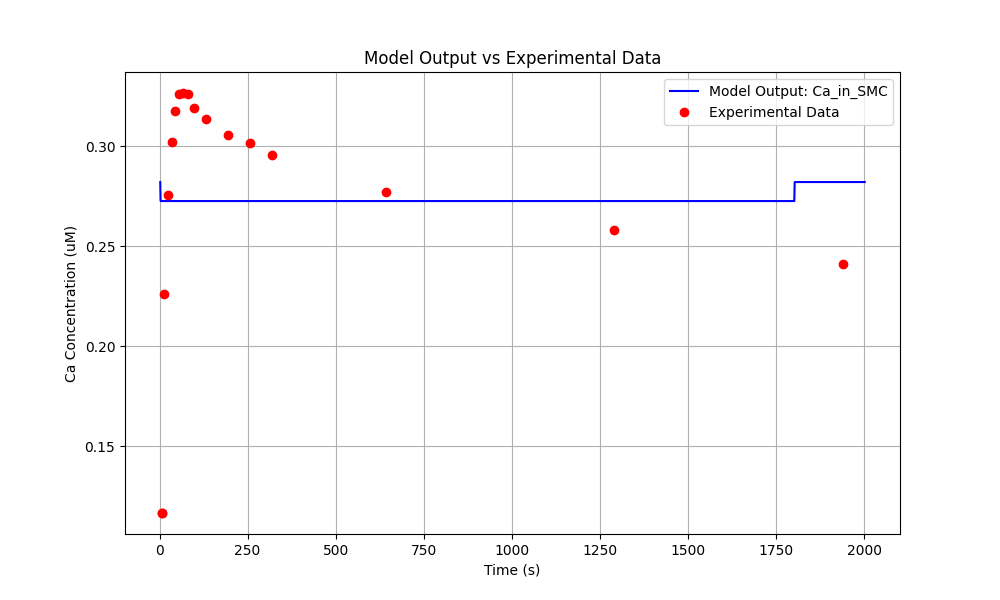 Model Output vs Experimental Data
Model Output: Ca_in_SMC
Experimental Data
Ca Concentration (uM)
0.30
0.25
0.20
0.15
0 250 500 750 1000 1250 1500 1750 2000
Time (s)